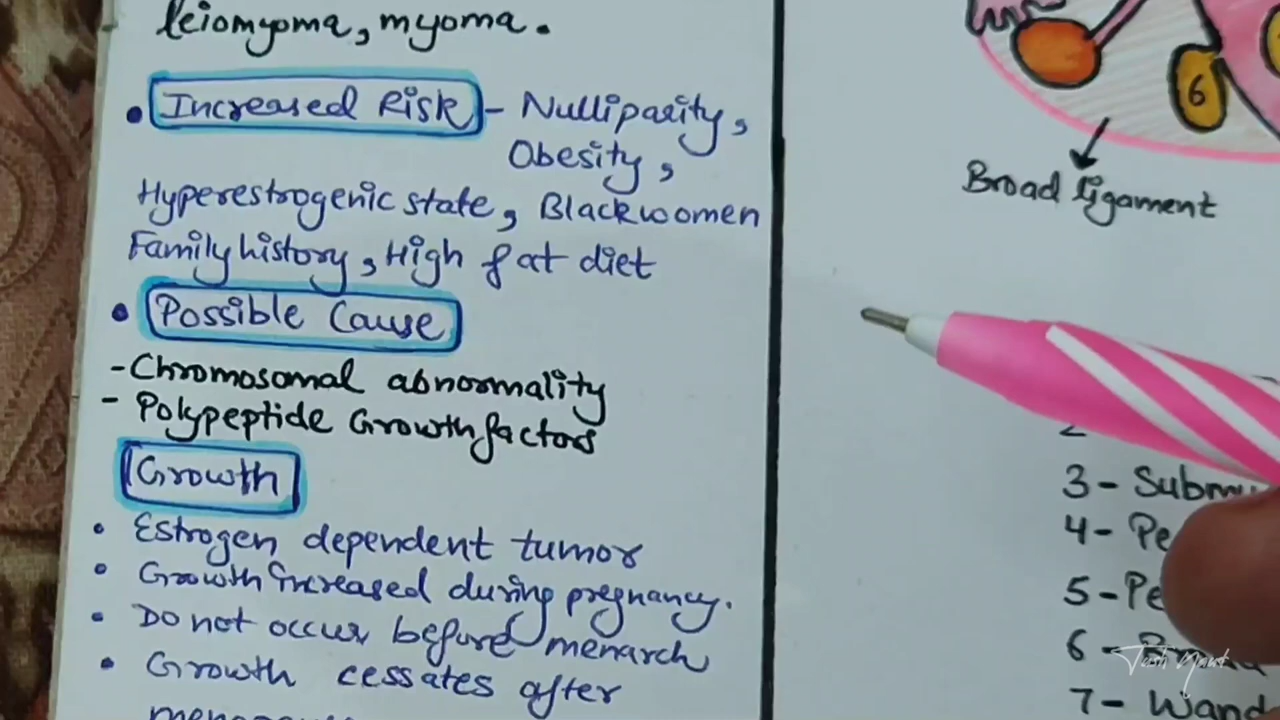 leiomyoma, myoma.
• Increased Risk - Nulliparity,
Obesity,
Hyperestrogenic state, Black women
Family history, High fat diet
• Possible Cause
- Chromosomal abnormality
- Polypeptide Growth factors
Growth
• Estrogen dependent tumor
• Growth increased during pregnancy.
• Do not occur before menarch
• Growth cessates after
6
Broad ligament
2
3- Subm
4- Pe
5- Pe
6-
7- Wand